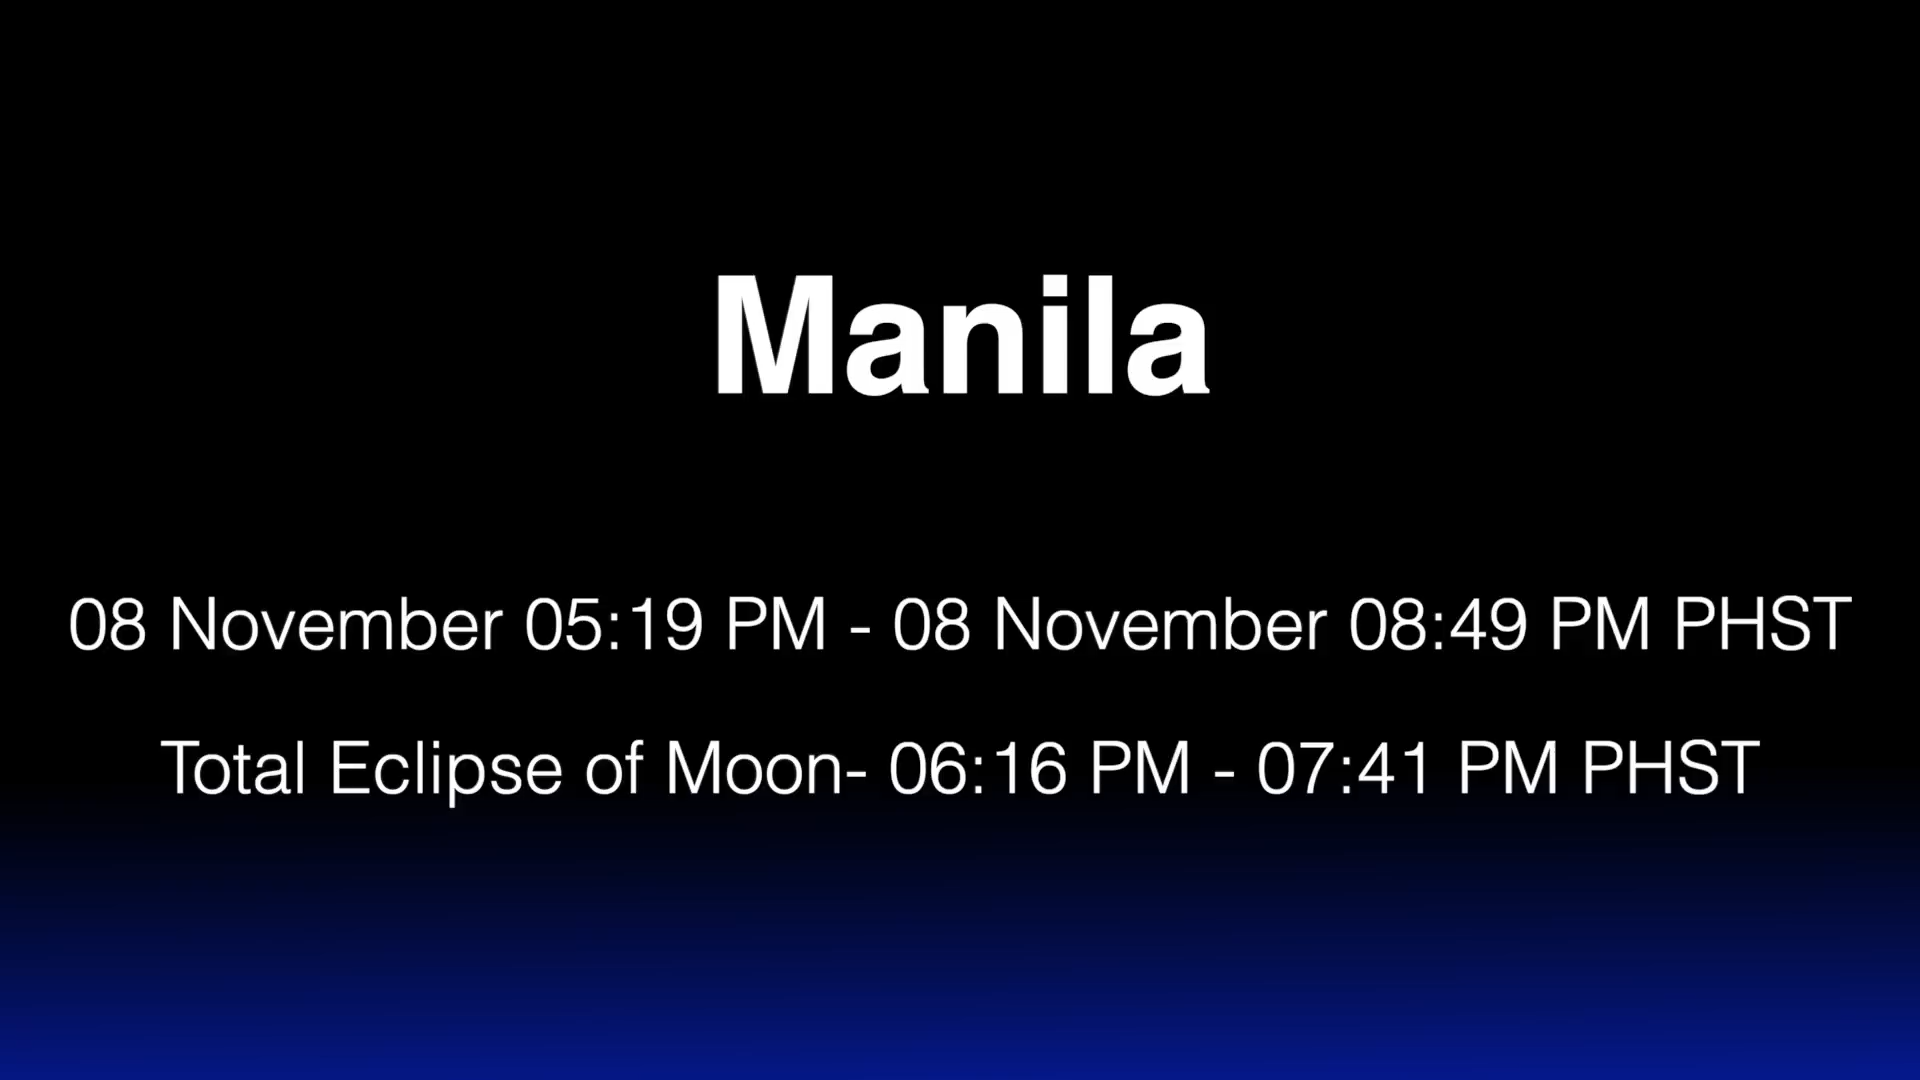 Manila
08 November 05:19 PM - 08 November 08:49 PM PHST
Total Eclipse of Moon- 06:16 PM - 07:41 PM PHST